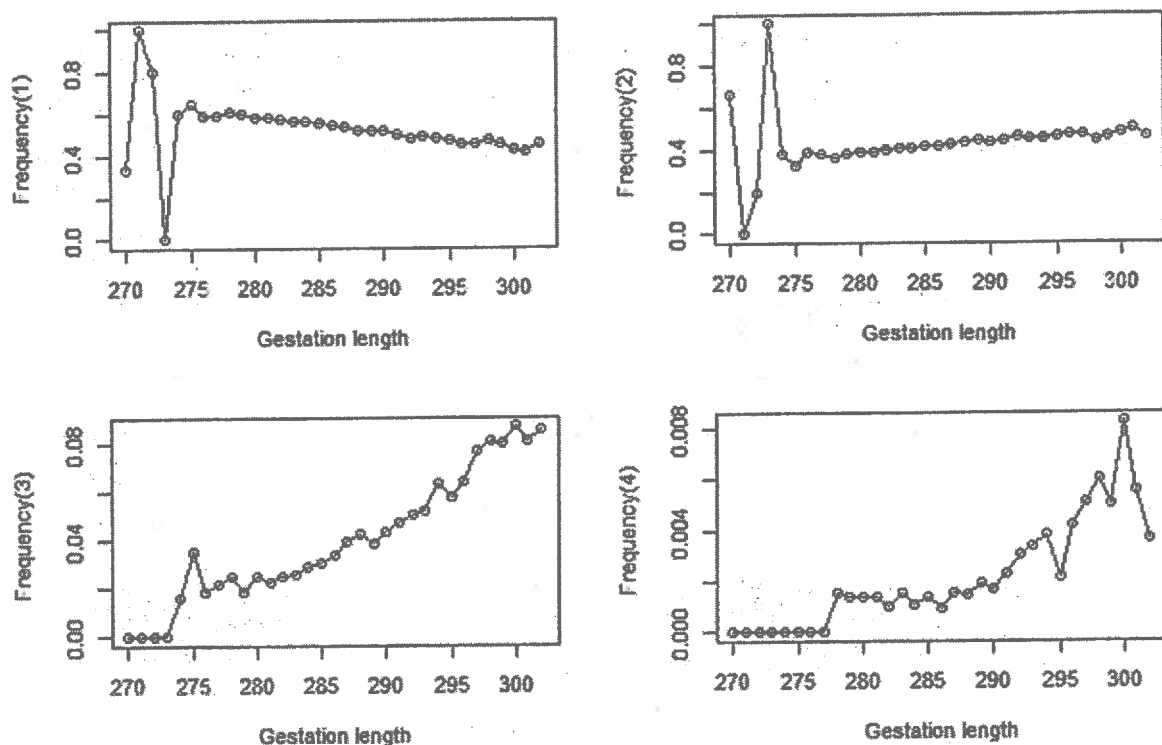 Frequency(1)
0.8
0.4
0.0
270 275 280 285 290 295 300
Gestation length
Frequency(2)
0.8
0.4
0.0
270 275 280 285 290 295 300
Gestation length
Frequency(3)
0.08
0.04
0.00
270 275 280 285 290 295 300
Gestation length
Frequency(4)
0.008
0.004
0.000
270 275 280 285 290 295 300
Gestation length